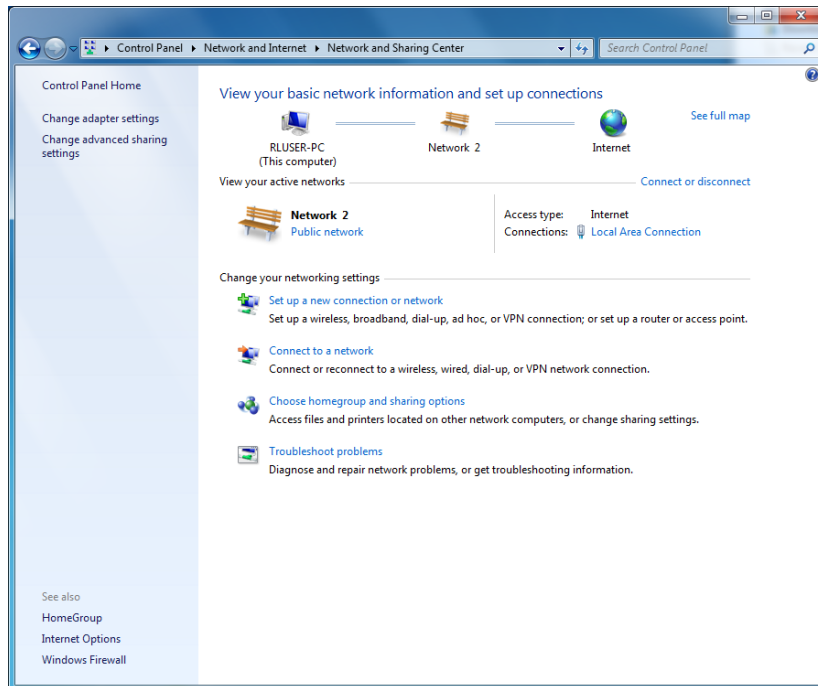 Control Panel ▸ Network and Internet ▸ Network and Sharing Center
Search Control Panel
Control Panel Home
Change adapter settings
Change advanced sharing
settings
View your basic network information and set up connections
See full map
RLUSER-PC
(This computer)
Network 2
Internet
View your active networks
Connect or disconnect
Network 2
Public network
Access type: Internet
Connections: Local Area Connection
Change your networking settings
Set up a new connection or network
Set up a wireless, broadband, dial-up, ad hoc, or VPN connection; or set up a router or access point.
Connect to a network
Connect or reconnect to a wireless, wired, dial-up, or VPN network connection.
Choose homegroup and sharing options
Access files and printers located on other network computers, or change sharing settings.
Troubleshoot problems
Diagnose and repair network problems, or get troubleshooting information.
See also
HomeGroup
Internet Options
Windows Firewall